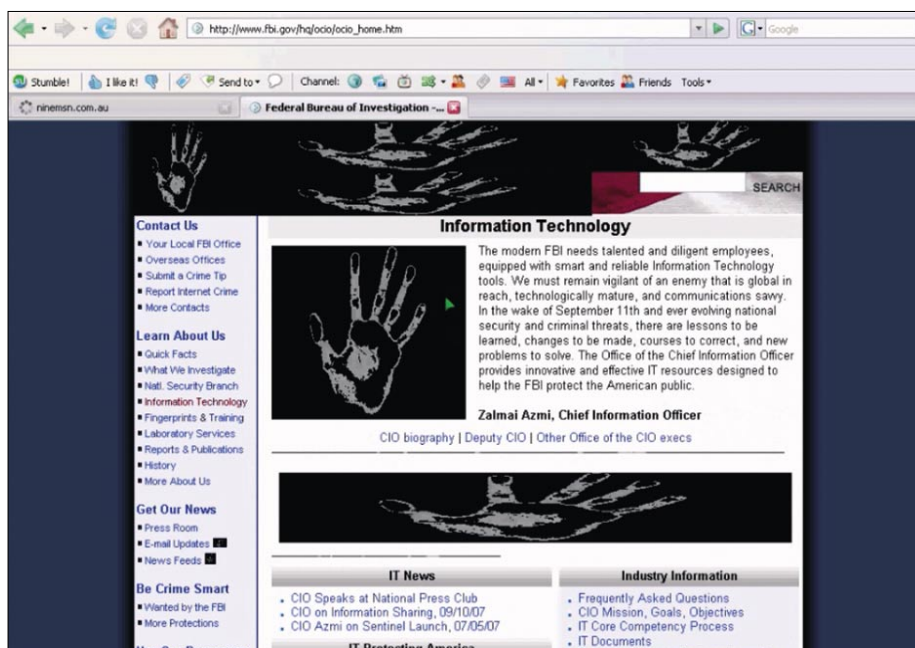 http://www.fbi.gov/hq/ocio/ocio_home.htm
Google
Stumble! I like it! Send to Channel: All Favorites Friends Tools
ninemsn.com.au
Federal Bureau of Investigation -...
SEARCH
Contact Us
Your Local FBI Office
Overseas Offices
Submit a Crime Tip
Report Internet Crime
More Contacts
Learn About Us
Quick Facts
What We Investigate
Natl. Security Branch
Information Technology
Fingerprints & Training
Laboratory Services
Reports & Publications
History
More About Us
Get Our News
Press Room
E-mail Updates
News Feeds
Be Crime Smart
Wanted by the FBI
More Protections
Information Technology
The modern FBI needs talented and diligent employees,
equipped with smart and reliable Information Technology
tools. We must remain vigilant of an enemy that is global in
reach, technologically mature, and communications savvy.
In the wake of September 11th and ever evolving national
security and criminal threats, there are lessons to be
learned, changes to be made, courses to correct, and new
problems to solve. The Office of the Chief Information Officer
provides innovative and effective IT resources designed to
help the FBI protect the American public.
Zalmai Azmi, Chief Information Officer
CIO biography | Deputy CIO | Other Office of the CIO execs
IT News
CIO Speaks at National Press Club
CIO on Information Sharing, 09/10/07
CIO Azmi on Sentinel Launch, 07/05/07
IT Protecting America
Industry Information
Frequently Asked Questions
CIO Mission, Goals, Objectives
IT Core Competency Process
IT Documents